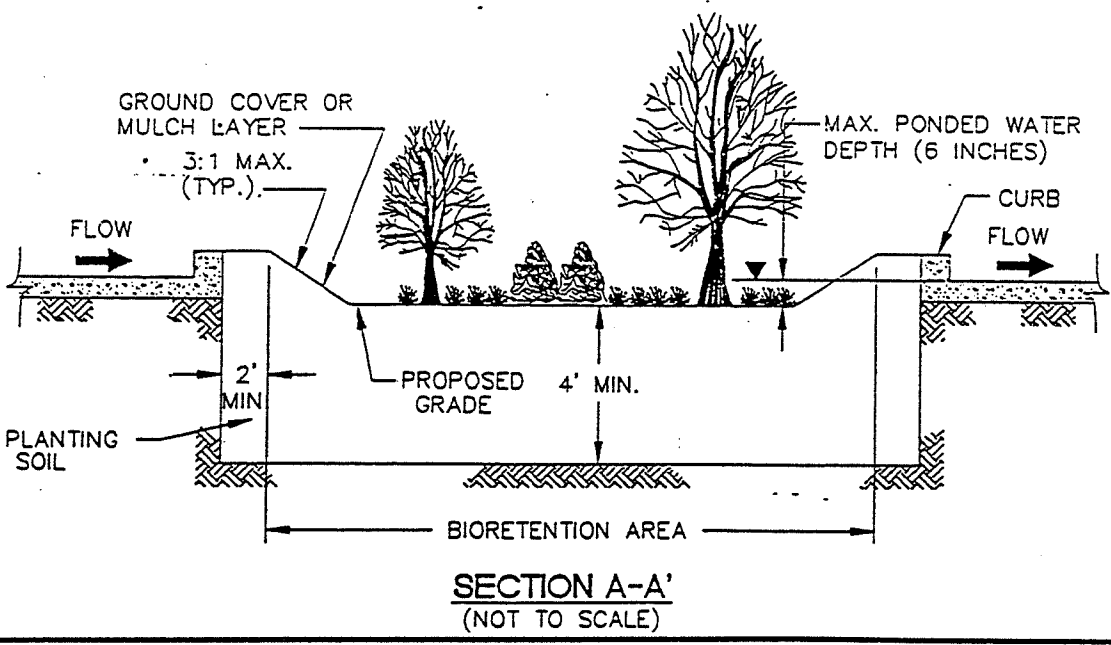 GROUND COVER OR
MULCH LAYER
3:1 MAX.
(TYP.)
MAX. PONDED WATER
DEPTH (6 INCHES)
CURB
FLOW
FLOW
2'
MIN
PROPOSED
GRADE
4' MIN.
PLANTING
SOIL
BIORETENTION AREA
SECTION A-A'
(NOT TO SCALE)